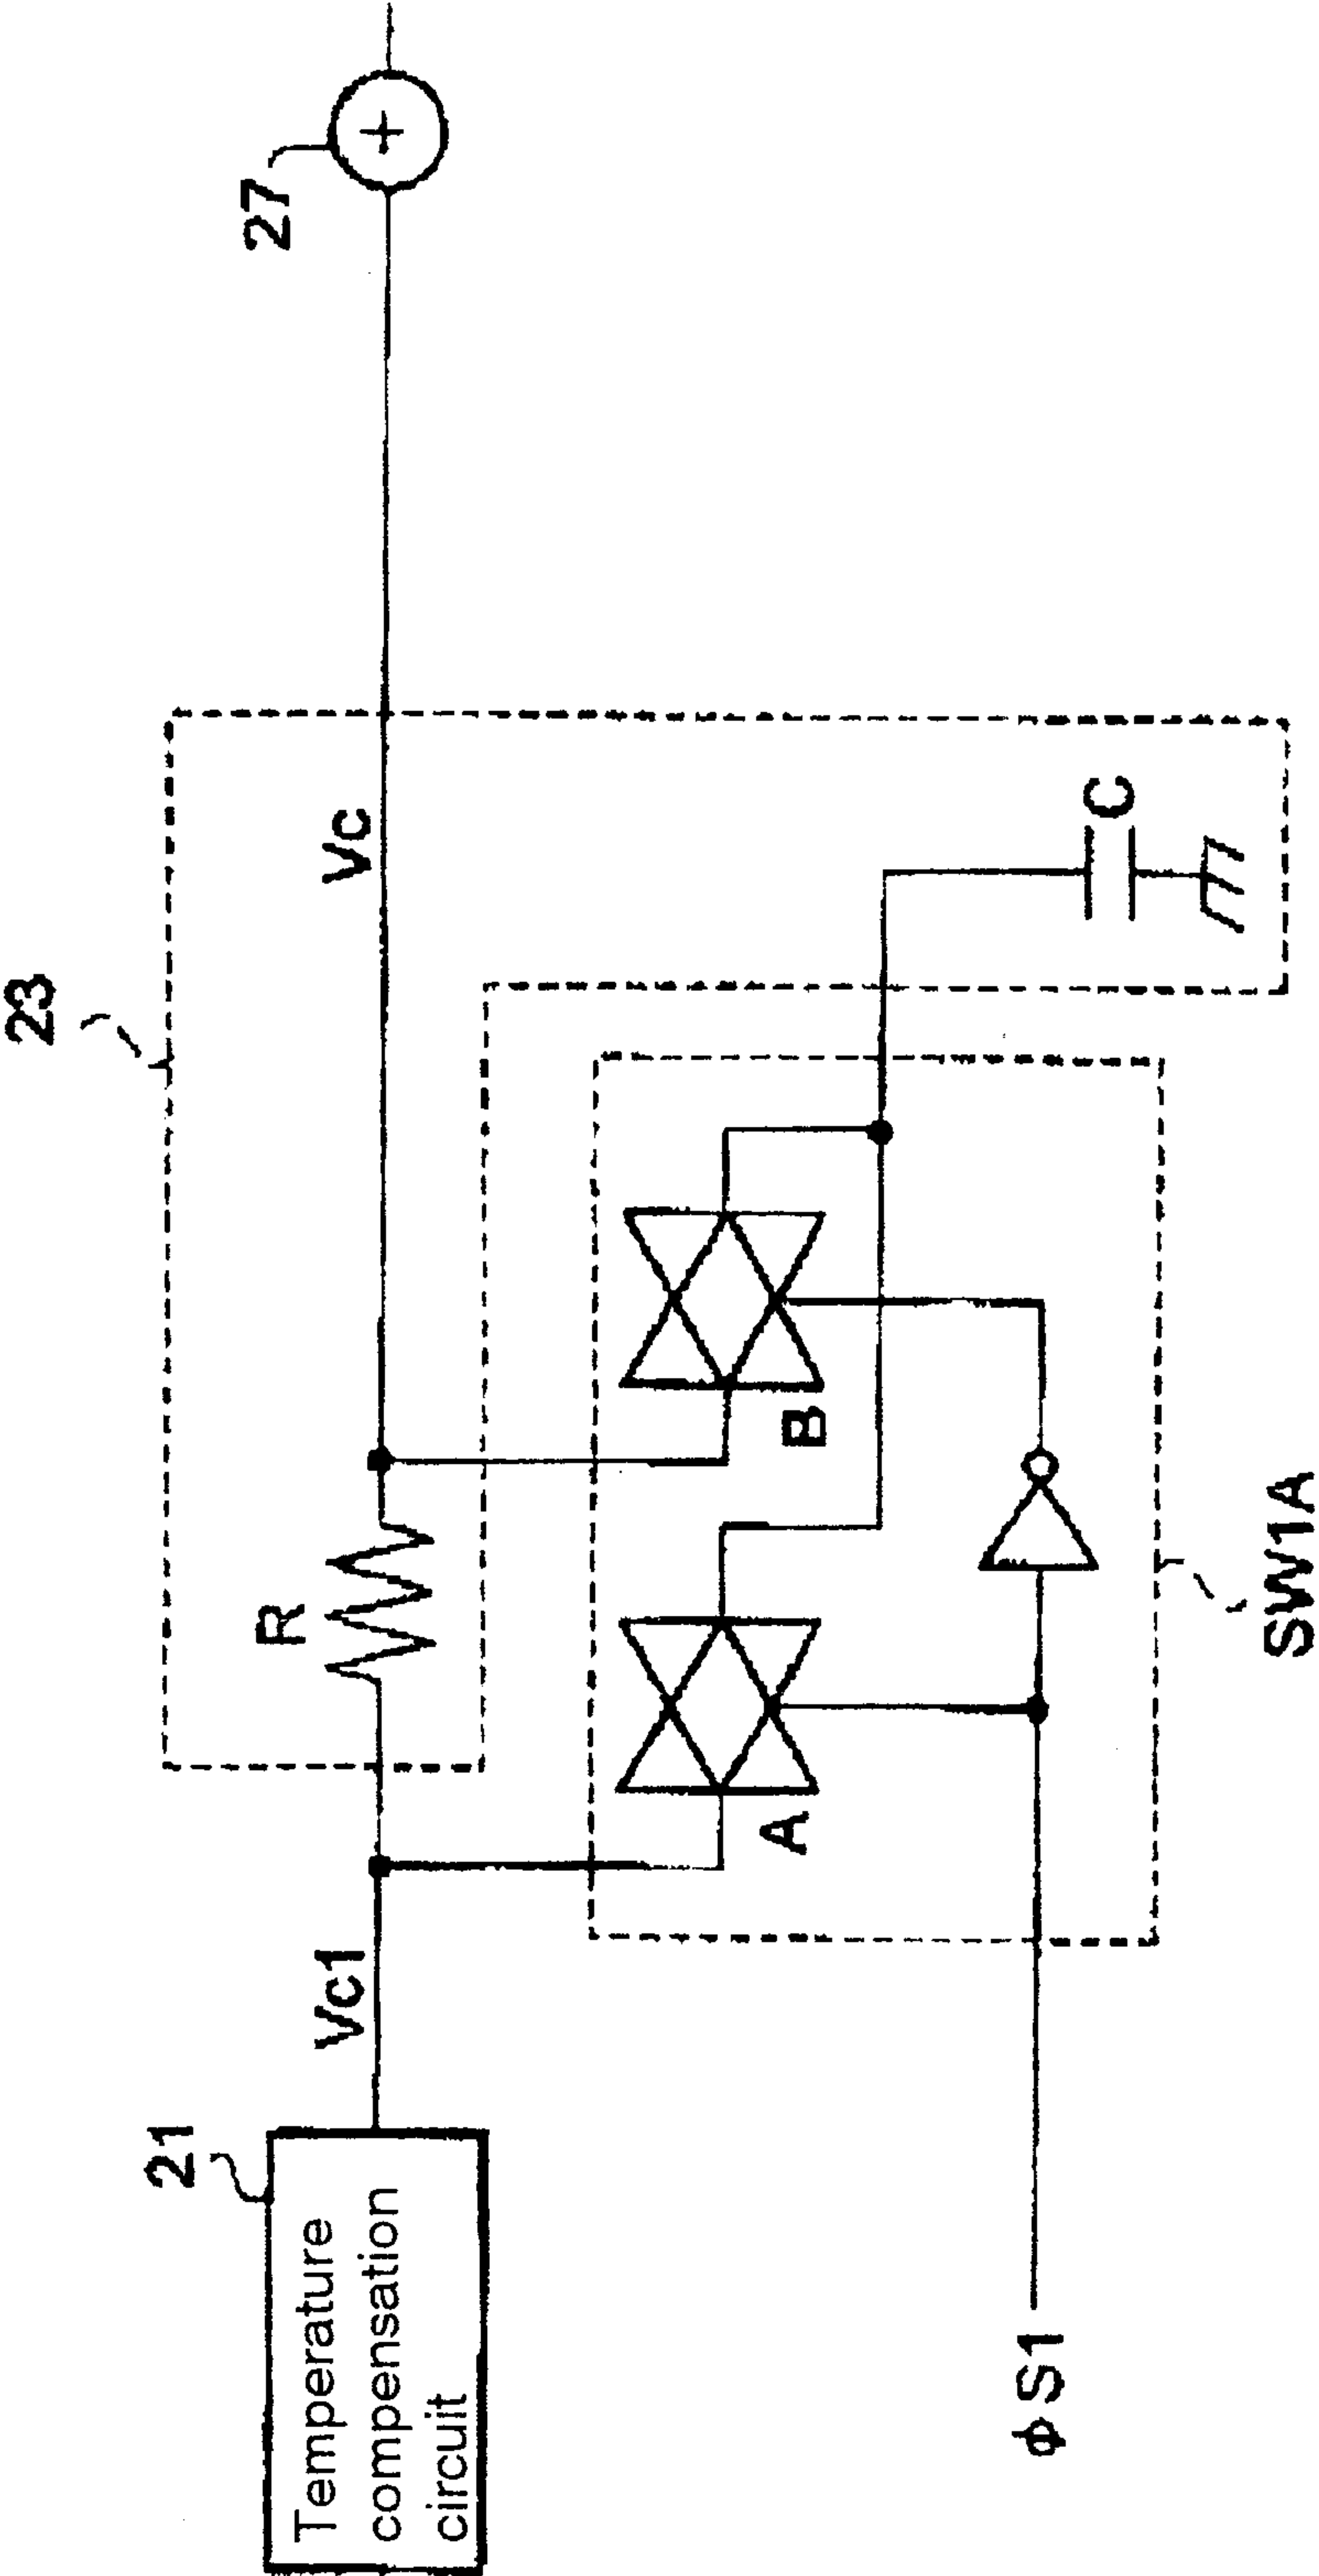 23
27
R
Vc
21
Vc1
Temperature
compensation
circuit
A
B
C
φS1
SW1A